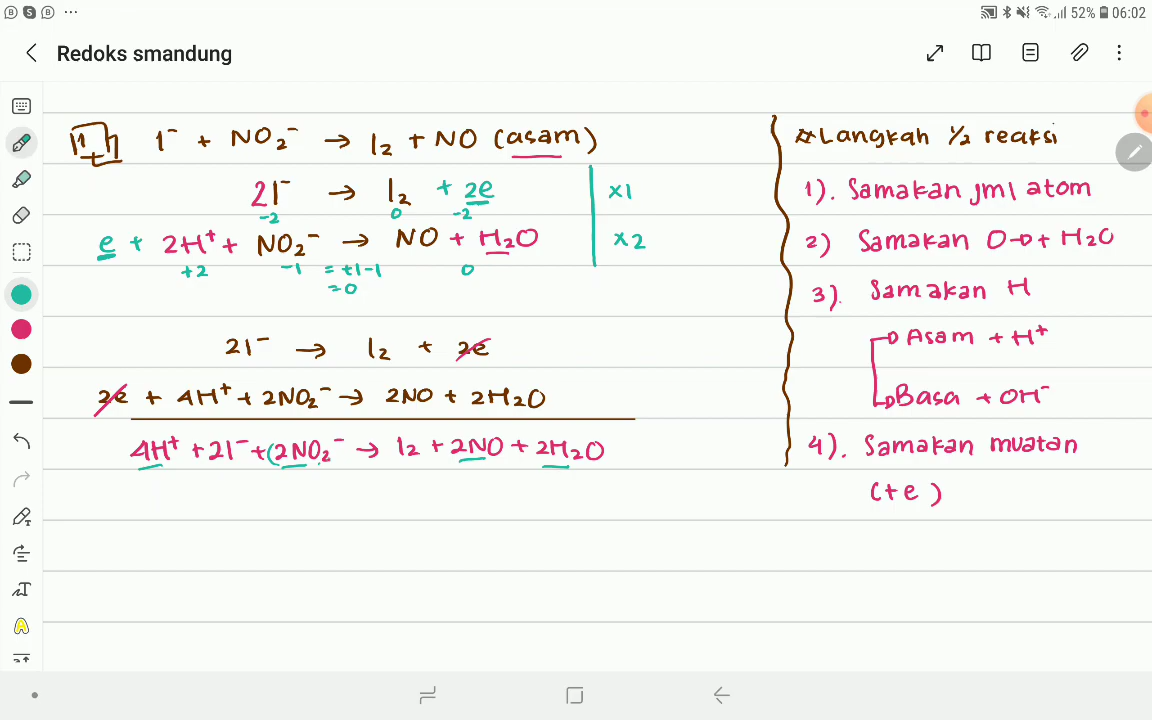 52% 06:02
Redoks smandung
I⁻ + NO₂⁻ → I₂ + NO (asam)
2I⁻ → I₂ + 2e | x1
-2 0 -2
e + 2H⁺ + NO₂⁻ → NO + H₂O | x2
+2 -1 = +1-1 0
=0
2I⁻ → I₂ + 2e
2e + 4H⁺ + 2NO₂⁻ → 2NO + 2H₂O
4H⁺ + 2I⁻ + (2NO₂⁻ → I₂ + 2NO + 2H₂O
Langkah ½ reaksi
1). Samakan jml atom
2) Samakan O → + H₂O
3). Samakan H
Asam + H⁺
Basa + OH⁻
4). Samakan muatan
(+ e )